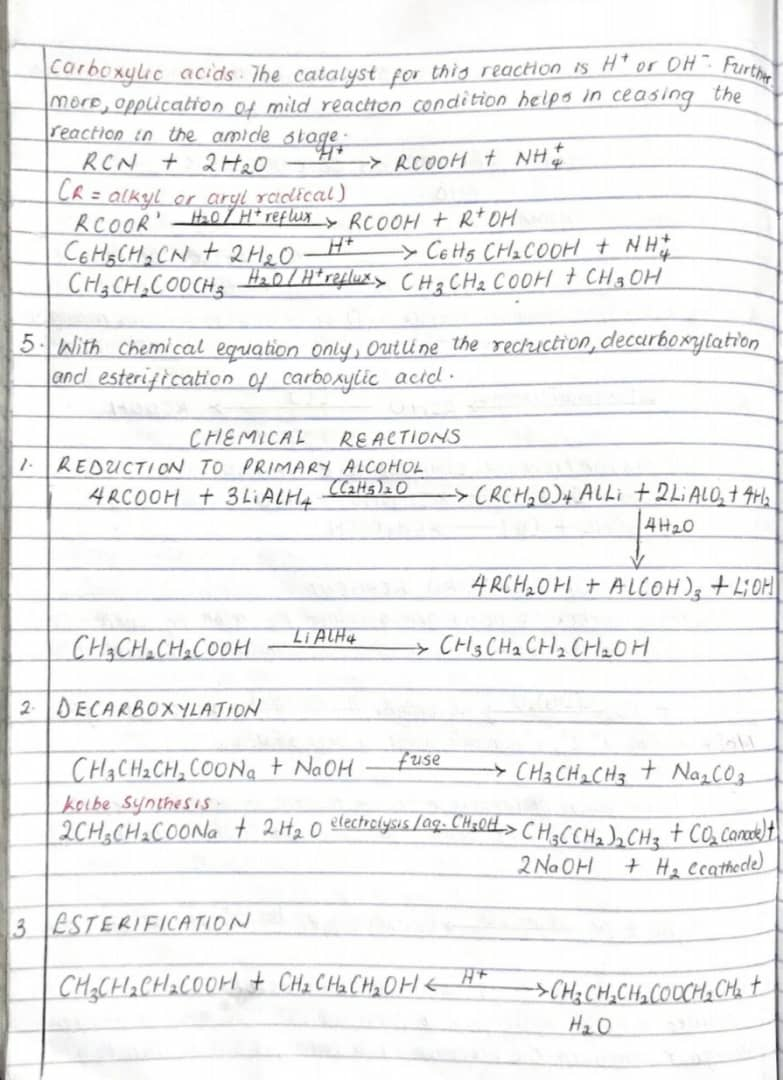 carboxylic acids. The catalyst for this reaction is H⁺ or OH⁻. Further
more, application of mild reaction condition helps in ceasing the
reaction in the amide stage.
RCN + 2H₂O —H⁺→ RCOOH + NH₄⁺
(R = alkyl or aryl radical)
RCOOR' —H₂O/H⁺ reflux→ RCOOH + R⁺OH
C₆H₅CH₂CN + 2H₂O —H⁺→ C₆H₅CH₂COOH + NH₄⁺
CH₃CH₂COOCH₃ —H₂O/H⁺ reflux→ CH₃CH₂COOH + CH₃OH
5. With chemical equation only, outline the reduction, decarboxylation
and esterification of carboxylic acid.
CHEMICAL REACTIONS
1. REDUCTION TO PRIMARY ALCOHOL
4RCOOH + 3LiAlH₄ —(C₂H₅)₂O→ (RCH₂O)₄AlLi + 2LiAlO₂ + 4H₂
↓ 4H₂O
4RCH₂OH + Al(OH)₃ + LiOH
CH₃CH₂CH₂COOH —LiAlH₄→ CH₃CH₂CH₂CH₂OH
2. DECARBOXYLATION
CH₃CH₂CH₂COONa + NaOH —fuse→ CH₃CH₂CH₃ + Na₂CO₃
kolbe synthesis
2CH₃CH₂COONa + 2H₂O —electrolysis/aq. CH₃OH→ CH₃(CH₂)₂CH₃ + CO₂(anode)+
2NaOH + H₂ (cathode)
3 ESTERIFICATION
CH₃CH₂CH₂COOH + CH₂CH₂CH₂OH ←H⁺→ CH₃CH₂CH₂COOCH₂CH₂ +
H₂O